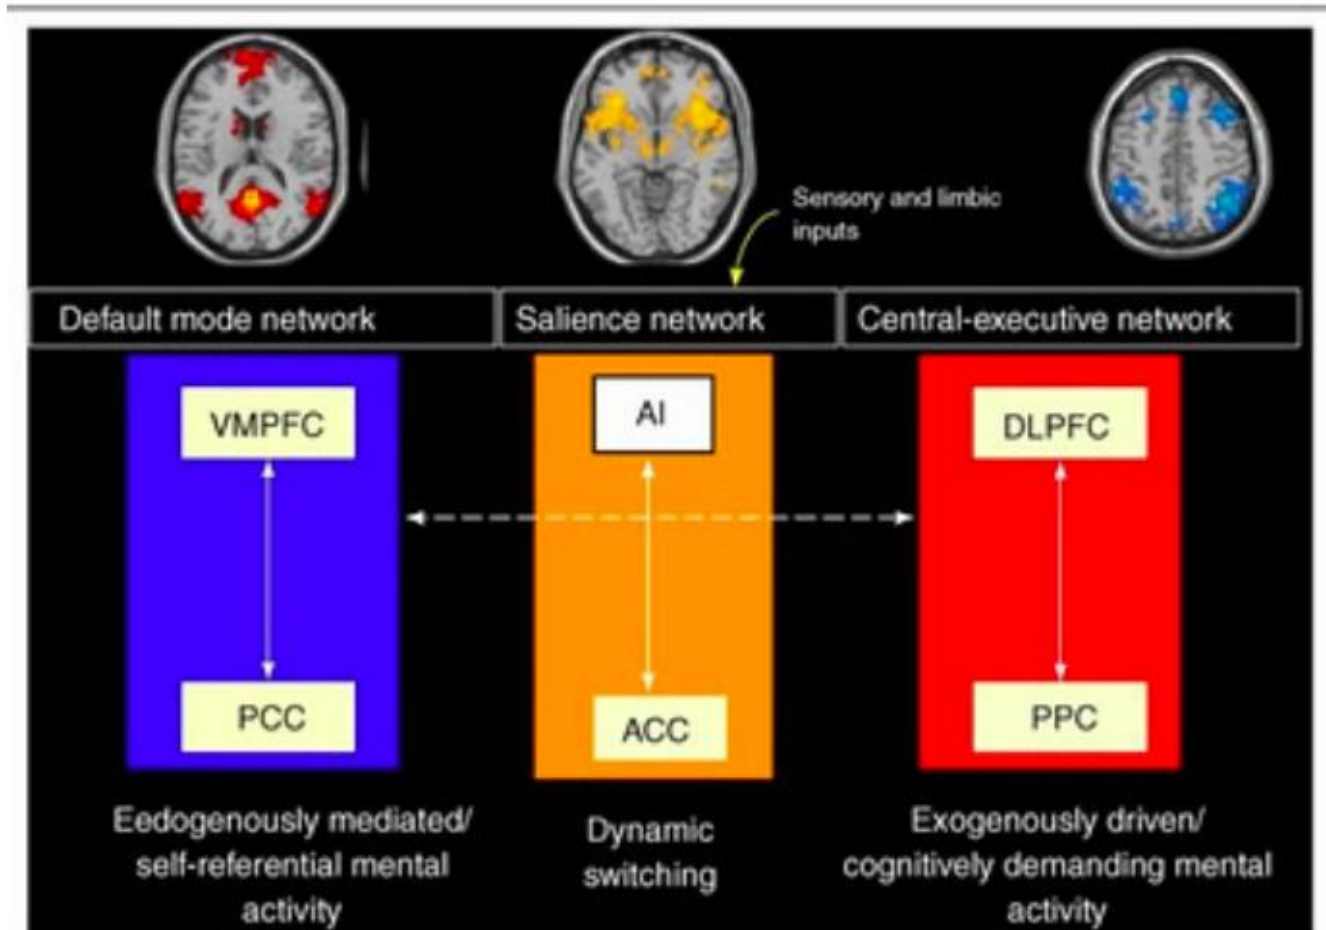 Sensory and limbic
inputs
Default mode network
Salience network
Central-executive network
VMPFC
AI
DLPFC
PCC
ACC
PPC
Eedogenously mediated/
self-referential mental
activity
Dynamic
switching
Exogenously driven/
cognitively demanding mental
activity